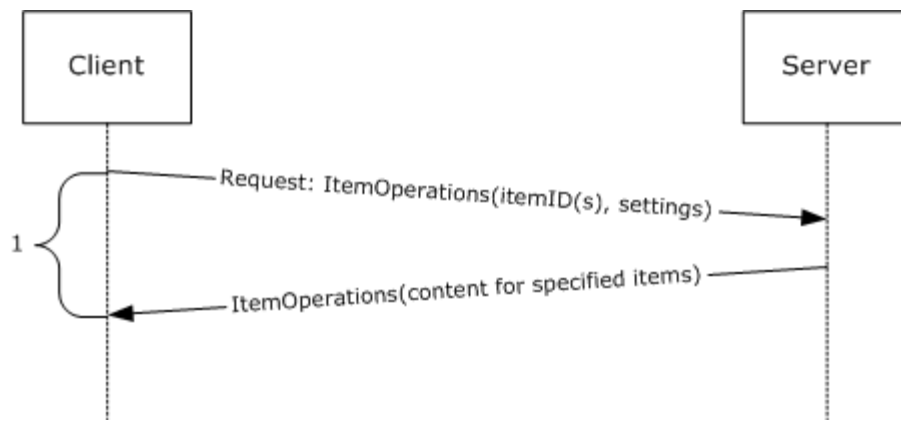 Client
Server
Request: ItemOperations(itemID(s), settings)
1
ItemOperations(content for specified items)